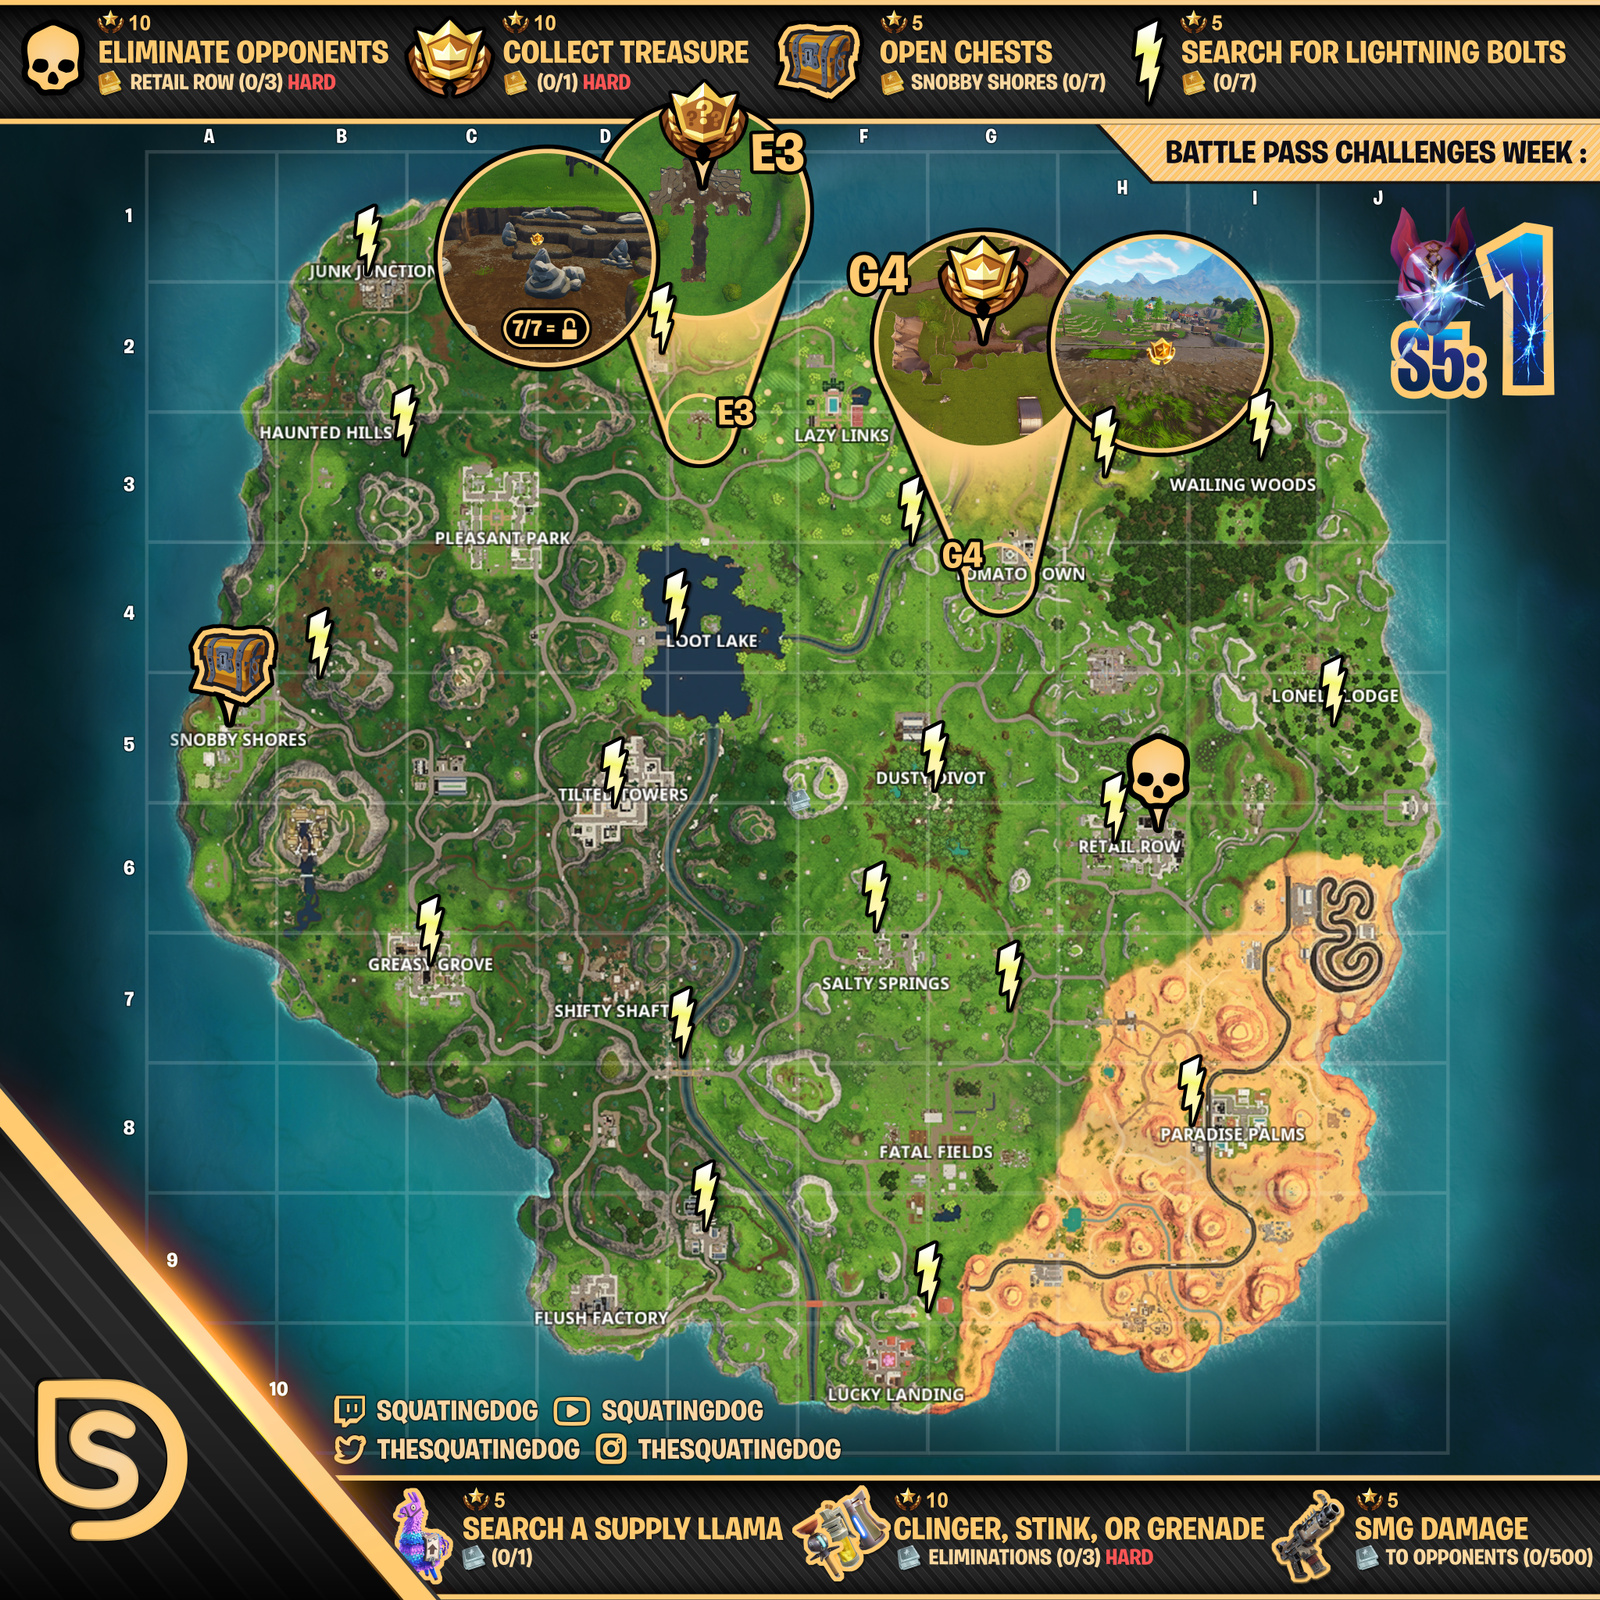 10
ELIMINATE OPPONENTS
RETAIL ROW (0/3) HARD
10
COLLECT TREASURE
(0/1) HARD
5
OPEN CHESTS
SNOBBY SHORES (0/7)
5
SEARCH FOR LIGHTNING BOLTS
(0/7)
BATTLE PASS CHALLENGES WEEK :
S5: 1
A B C D F G H I J
1
2
3
4
5
6
7
8
9
10
???
E3
7/7 =
G4
E3
G4
JUNK JUNCTION
HAUNTED HILLS
LAZY LINKS
WAILING WOODS
PLEASANT PARK
TOMATO TOWN
LOOT LAKE
LONELY LODGE
SNOBBY SHORES
DUSTY DIVOT
TILTED TOWERS
RETAIL ROW
GREASY GROVE
SALTY SPRINGS
SHIFTY SHAFT
PARADISE PALMS
FATAL FIELDS
FLUSH FACTORY
LUCKY LANDING
SQUATINGDOG SQUATINGDOG
THESQUATINGDOG THESQUATINGDOG
5
SEARCH A SUPPLY LLAMA
(0/1)
10
CLINGER, STINK, OR GRENADE
ELIMINATIONS (0/3) HARD
5
SMG DAMAGE
TO OPPONENTS (0/500)